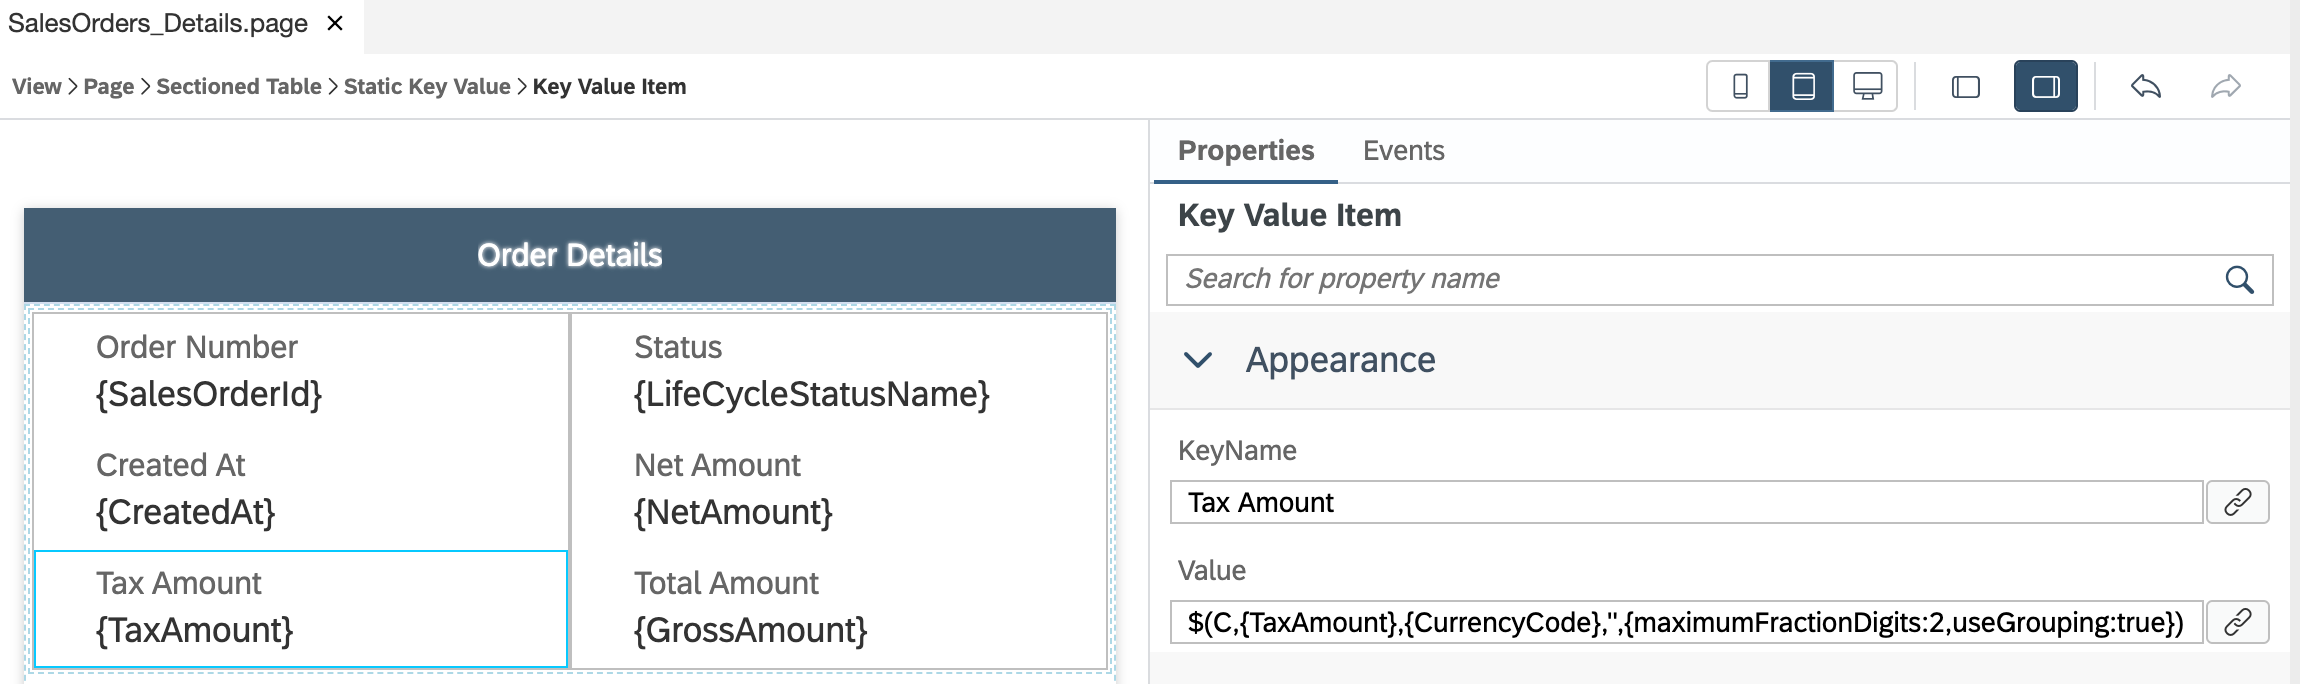 SalesOrders_Details.page ×
View > Page > Sectioned Table > Static Key Value > Key Value Item
Properties Events
Key Value Item
Search for property name
Appearance
KeyName
Tax Amount
Value
$(C,{TaxAmount},{CurrencyCode},'',{maximumFractionDigits:2,useGrouping:true})
Order Details
Order Number
{SalesOrderId}
Status
{LifeCycleStatusName}
Created At
{CreatedAt}
Net Amount
{NetAmount}
Tax Amount
{TaxAmount}
Total Amount
{GrossAmount}